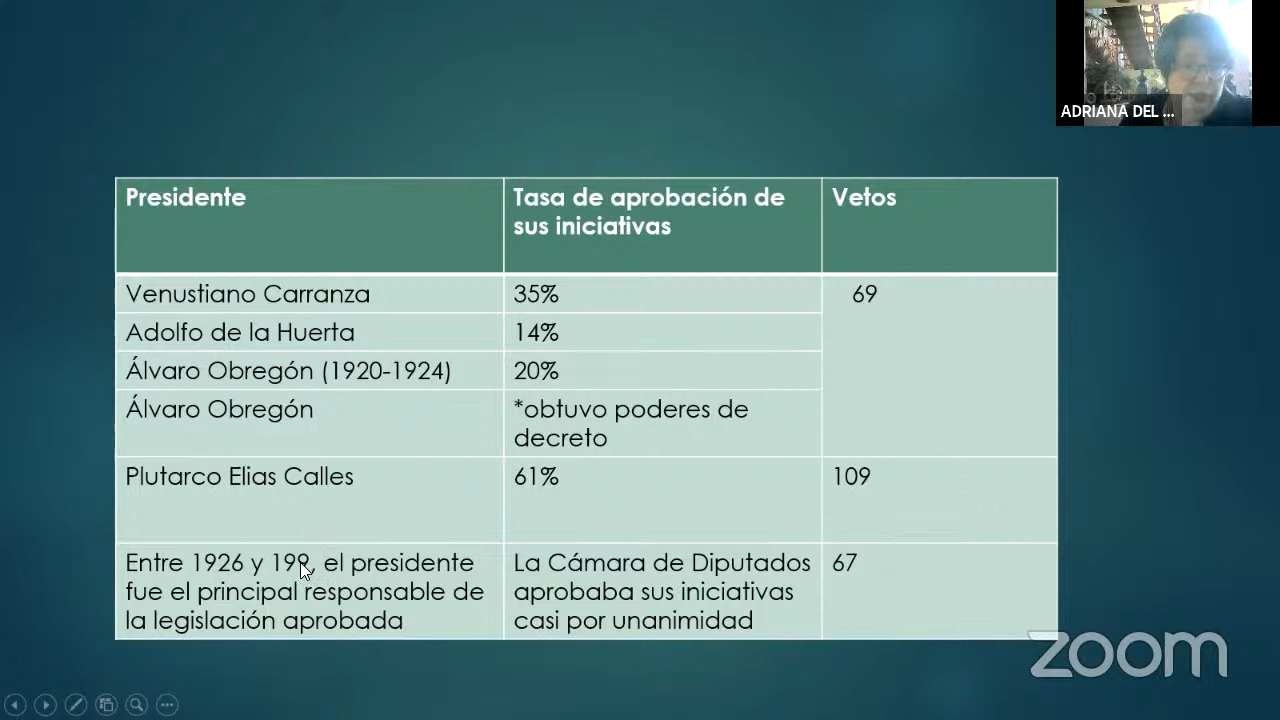 ADRIANA DEL ...
Presidente
Tasa de aprobación de
sus iniciativas
Vetos
Venustiano Carranza
35%
69
Adolfo de la Huerta
14%
Álvaro Obregón (1920-1924)
20%
Álvaro Obregón
*obtuvo poderes de
decreto
Plutarco Elias Calles
61%
109
Entre 1926 y 199, el presidente
fue el principal responsable de
la legislación aprobada
La Cámara de Diputados
aprobaba sus iniciativas
casi por unanimidad
67
zoom